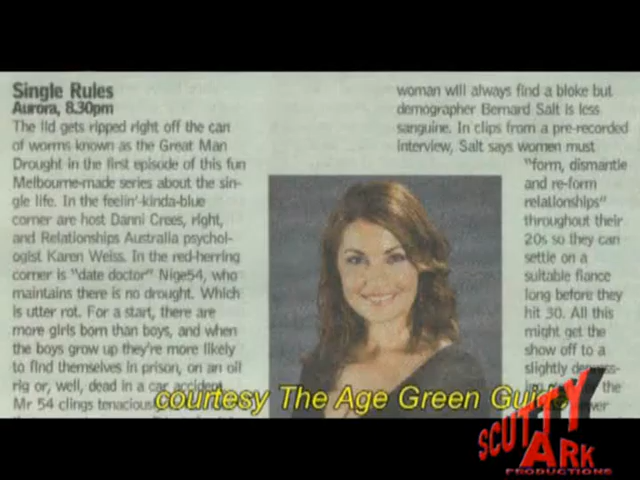 Single Rules
Aurora, 8.30pm
The lid gets ripped right off the can
of worms known as the Great Man
Drought in the first episode of this fun
Melbourne-made series about the sin-
gle life. In the feelin'-kinda-blue
corner are host Danni Crees, right,
and Relationships Australia psychol-
ogist Karen Weiss. In the red-herring
corner is "date doctor" Nige54, who
maintains there is no drought. Which
is utter rot. For a start, there are
more girls born than boys, and when
the boys grow up they're more likely
to find themselves in prison, on an oil
rig or, well, dead in a car accident.
Mr 54 clings
woman will always find a bloke but
demographer Bernard Salt is less
sanguine. In clips from a pre-recorded
interview, Salt says women must
"form, dismantle
and re-form
relationships"
throughout their
20s so they can
settle on a
suitable fiance
long before they
hit 30. All this
might get the
show off to a
slightly
the
courtesy The Age Green Guide
SCUTTY
ARK
PRODUCTIONS